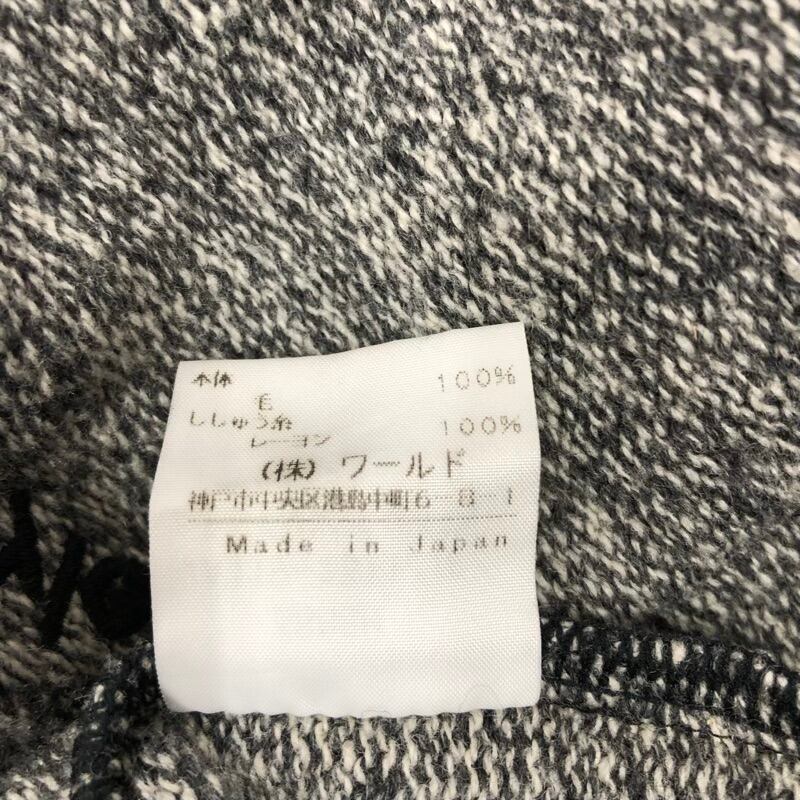 本体
毛 100%
ししゅう糸
レーヨン 100%
(株) ワールド
神戸市中央区港島中町6-8-1
Made in Japan